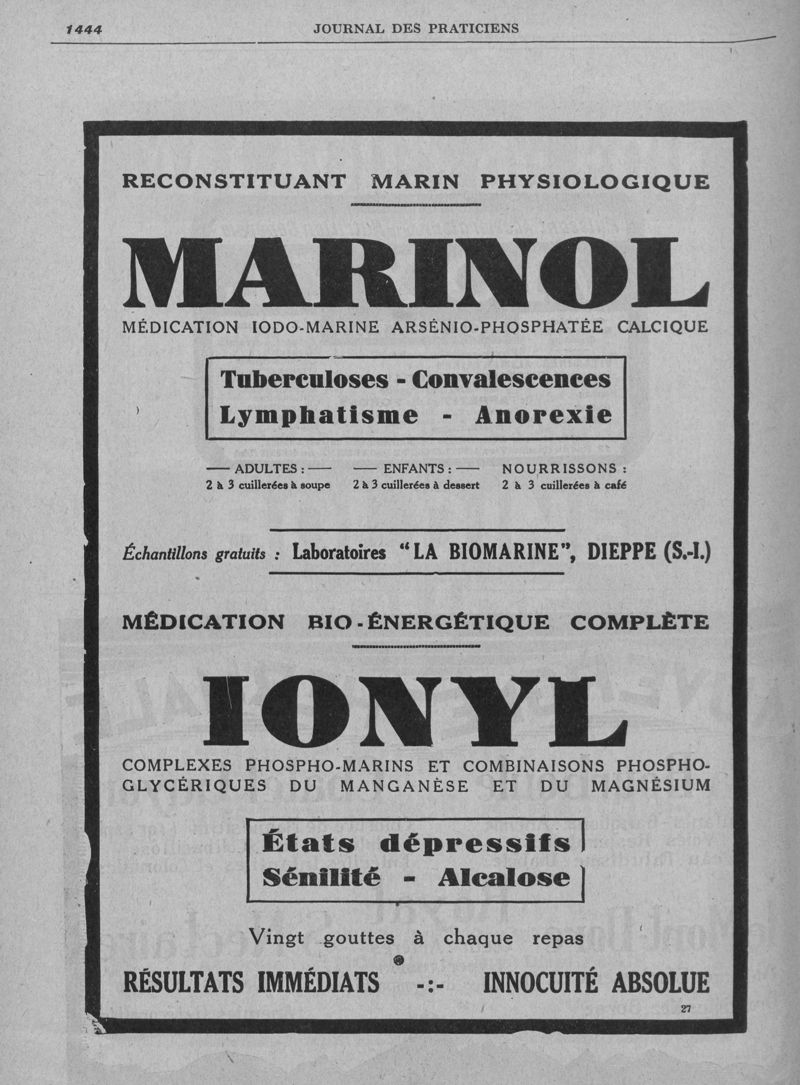 1444
JOURNAL DES PRATICIENS
RECONSTITUANT MARIN PHYSIOLOGIQUE
MARINOL
MÉDICATION IODO-MARINE ARSÉNIO-PHOSPHATÉE CALCIQUE
Tuberculoses - Convalescences
Lymphatisme - Anorexie
— ADULTES : — — ENFANTS : — NOURRISSONS :
2 à 3 cuillerées à soupe 2 à 3 cuillerées à dessert 2 à 3 cuillerées à café
Échantillons gratuits : Laboratoires "LA BIOMARINE", DIEPPE (S.-I.)
MÉDICATION BIO-ÉNERGÉTIQUE COMPLÈTE
IONYL
COMPLEXES PHOSPHO-MARINS ET COMBINAISONS PHOSPHO-
GLYCÉRIQUES DU MANGANÈSE ET DU MAGNÉSIUM
États dépressifs
Sénilité - Alcalose
Vingt gouttes à chaque repas
RÉSULTATS IMMÉDIATS -:- INNOCUITÉ ABSOLUE
27